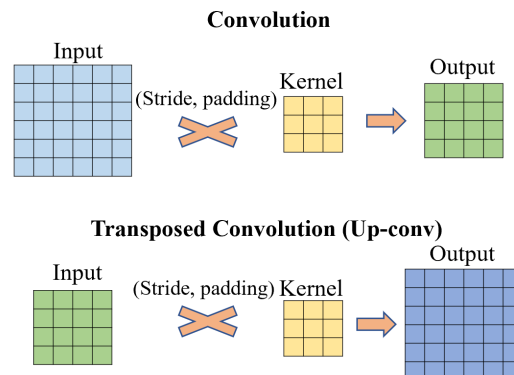 Convolution
Input
(Stride, padding)
Kernel
Output
Transposed Convolution (Up-conv)
Input
(Stride, padding)
Kernel
Output